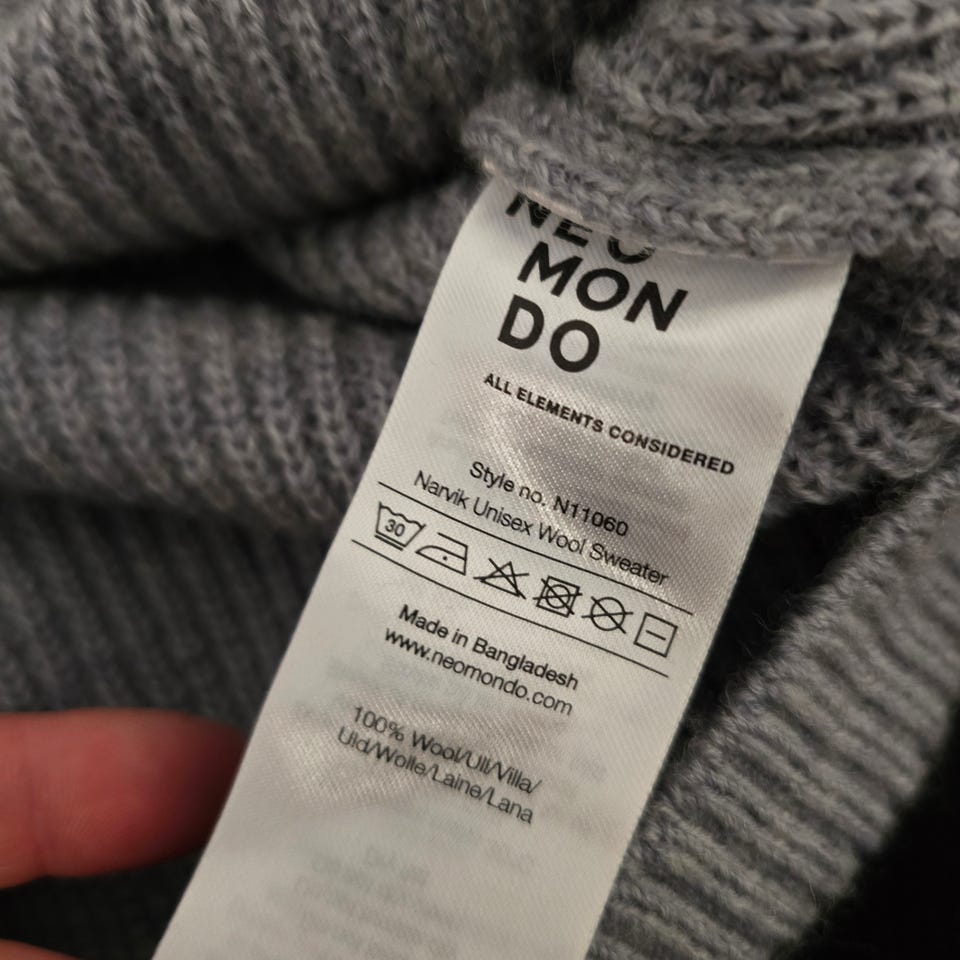 NEO
MON
DO
ALL ELEMENTS CONSIDERED
Style no. N11060
Narvik Unisex Wool Sweater
30
Made in Bangladesh
www.neomondo.com
100% Wool/Ull/Villa/
Uld/Wolle/Laine/Lana